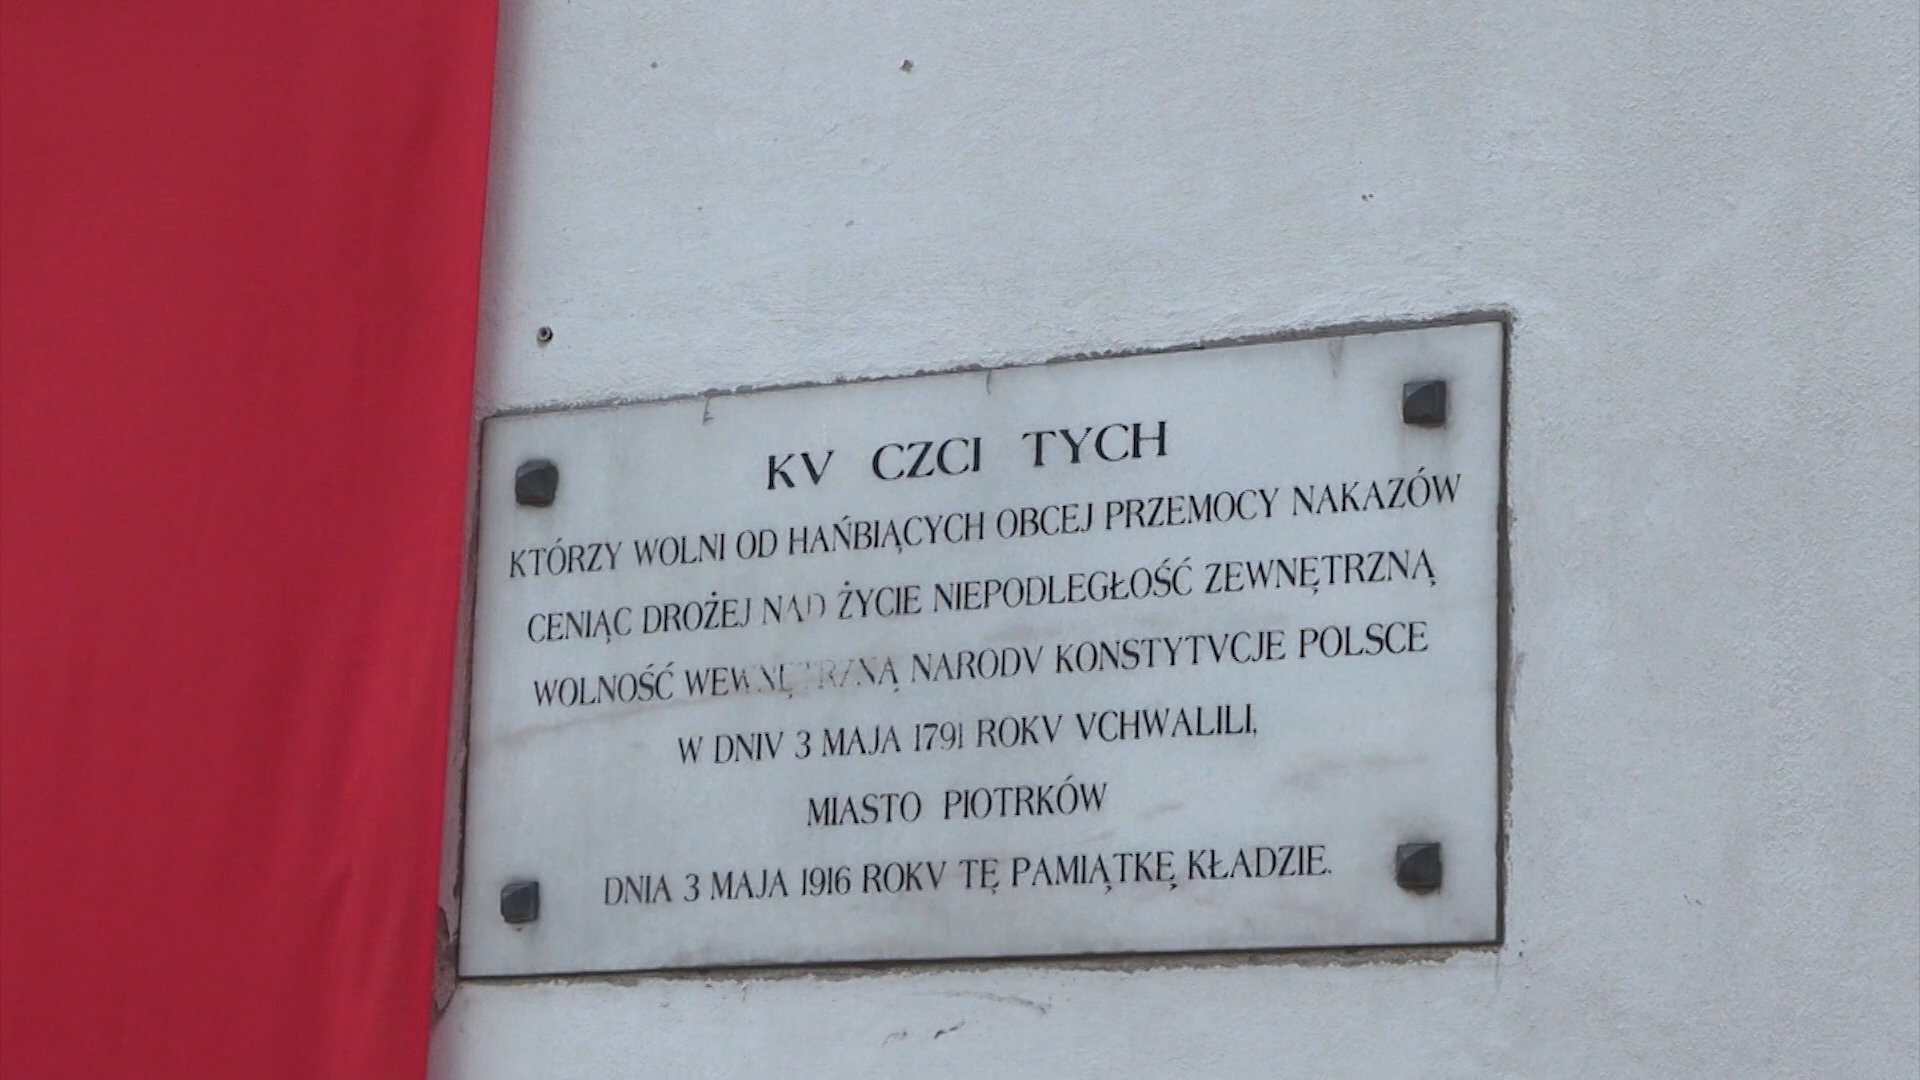 KV CZCI TYCH
KTÓRZY WOLNI OD HAŃBIĄCYCH OBCEJ PRZEMOCY NAKAZÓW
CENIĄC DROŻEJ NAD ŻYCIE NIEPODLEGŁOŚĆ ZEWNĘTRZNĄ
WOLNOŚĆ WEWNĘTRZNĄ NARODV KONSTYTVCJE POLSCE
W DNIV 3 MAJA 1791 ROKV VCHWALILI,
MIASTO PIOTRKÓW
DNIA 3 MAJA 1916 ROKV TĘ PAMIĄTKĘ KŁADZIE.